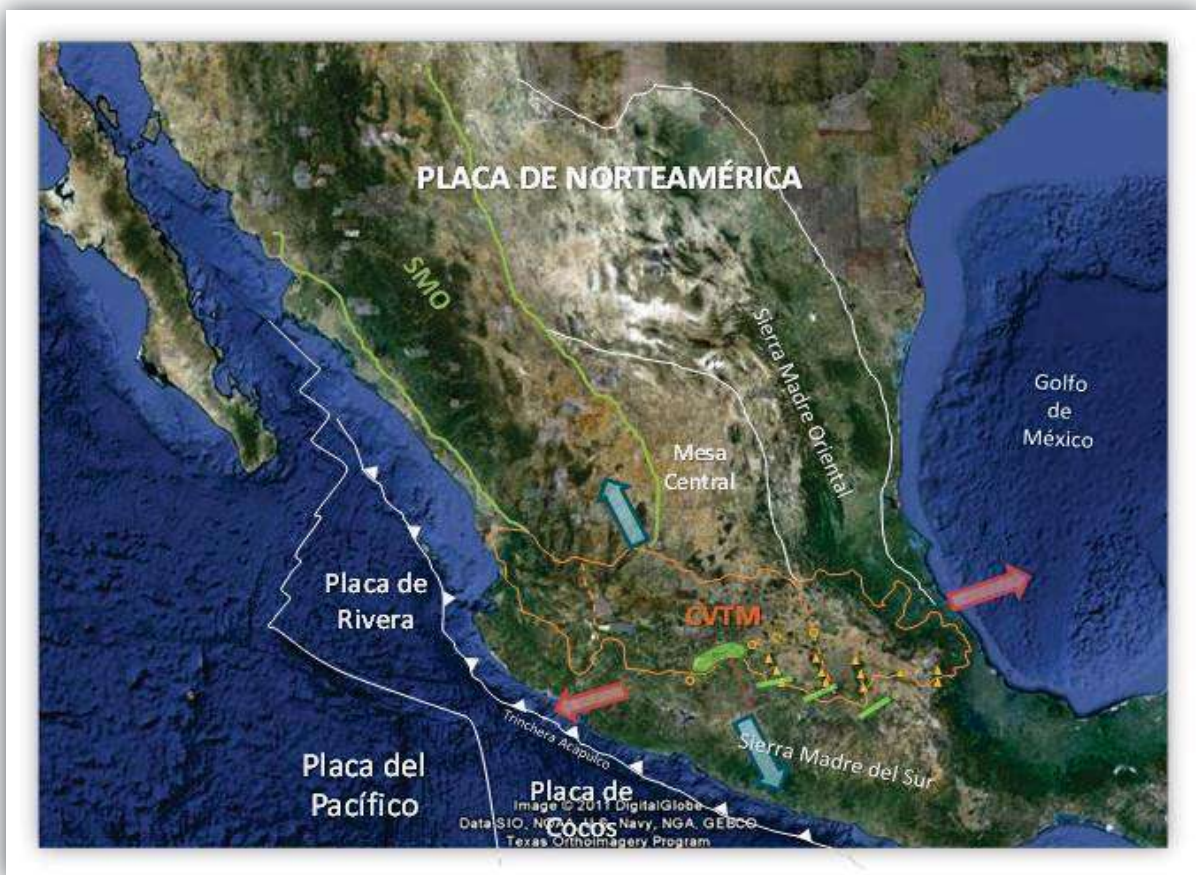 PLACA DE NORTEAMÉRICA
SMO
Sierra Madre Oriental
Golfo
de
México
Mesa
Central
Placa de
Rivera
CVTM
Trinchera Acapulco
Sierra Madre del Sur
Placa del
Pacífico
Placa de
Cocos
Image © 2011 DigitalGlobe
Data SIO, NOAA, U.S. Navy, NGA, GEBCO
Texas OrthoImagery Program